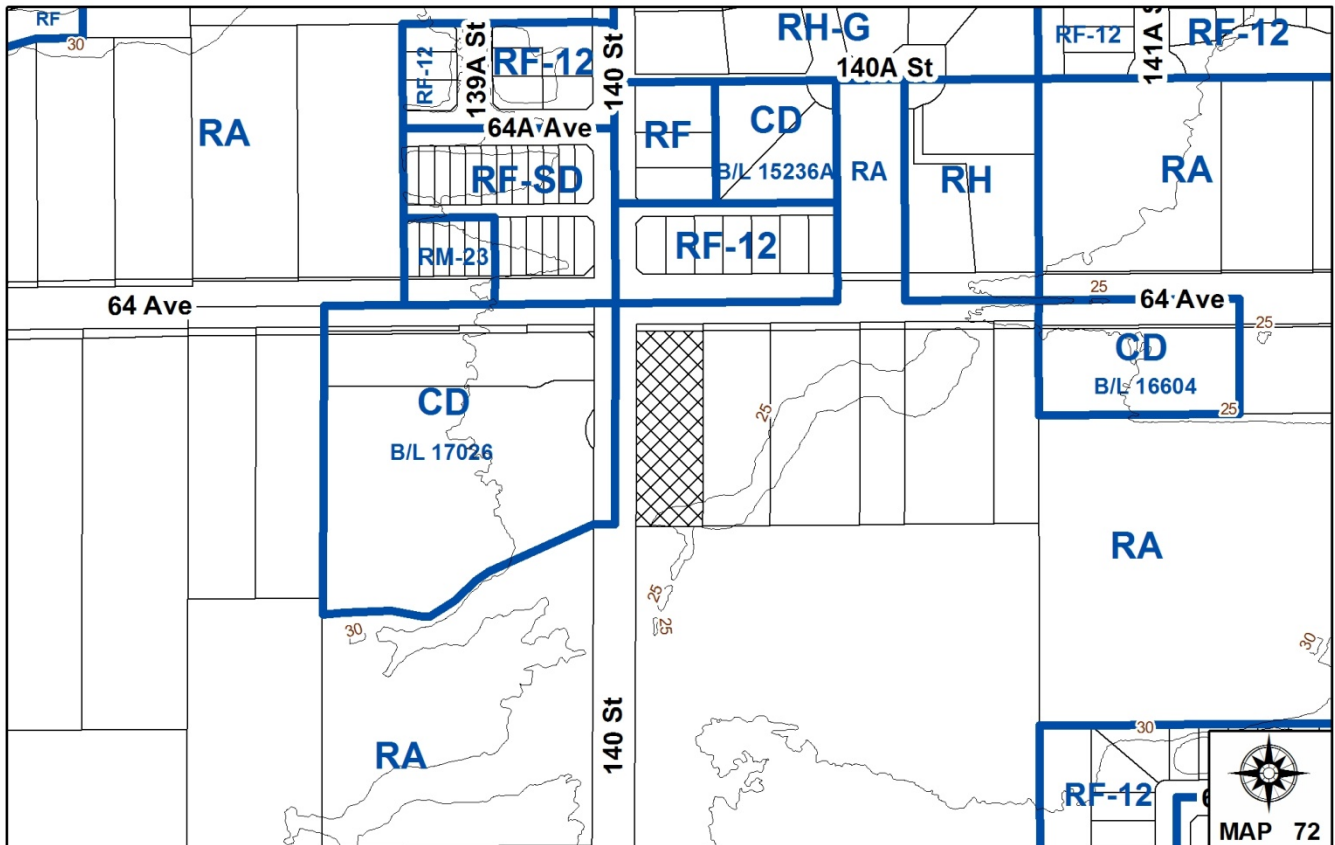 RF
30
RA
RF-12
139A St
RF-12
140 St
RH-G
140A St
RF-12
141A S
RF-12
64A Ave
RF-SD
RF
CD
B/L 15236A
RA
RH
RA
RM-23
RF-12
64 Ave
25
64 Ave
25
CD
B/L 16604
25
CD
B/L 17026
25
RA
25
25
30
30
RA
140 St
30
RF-12
6
MAP 72